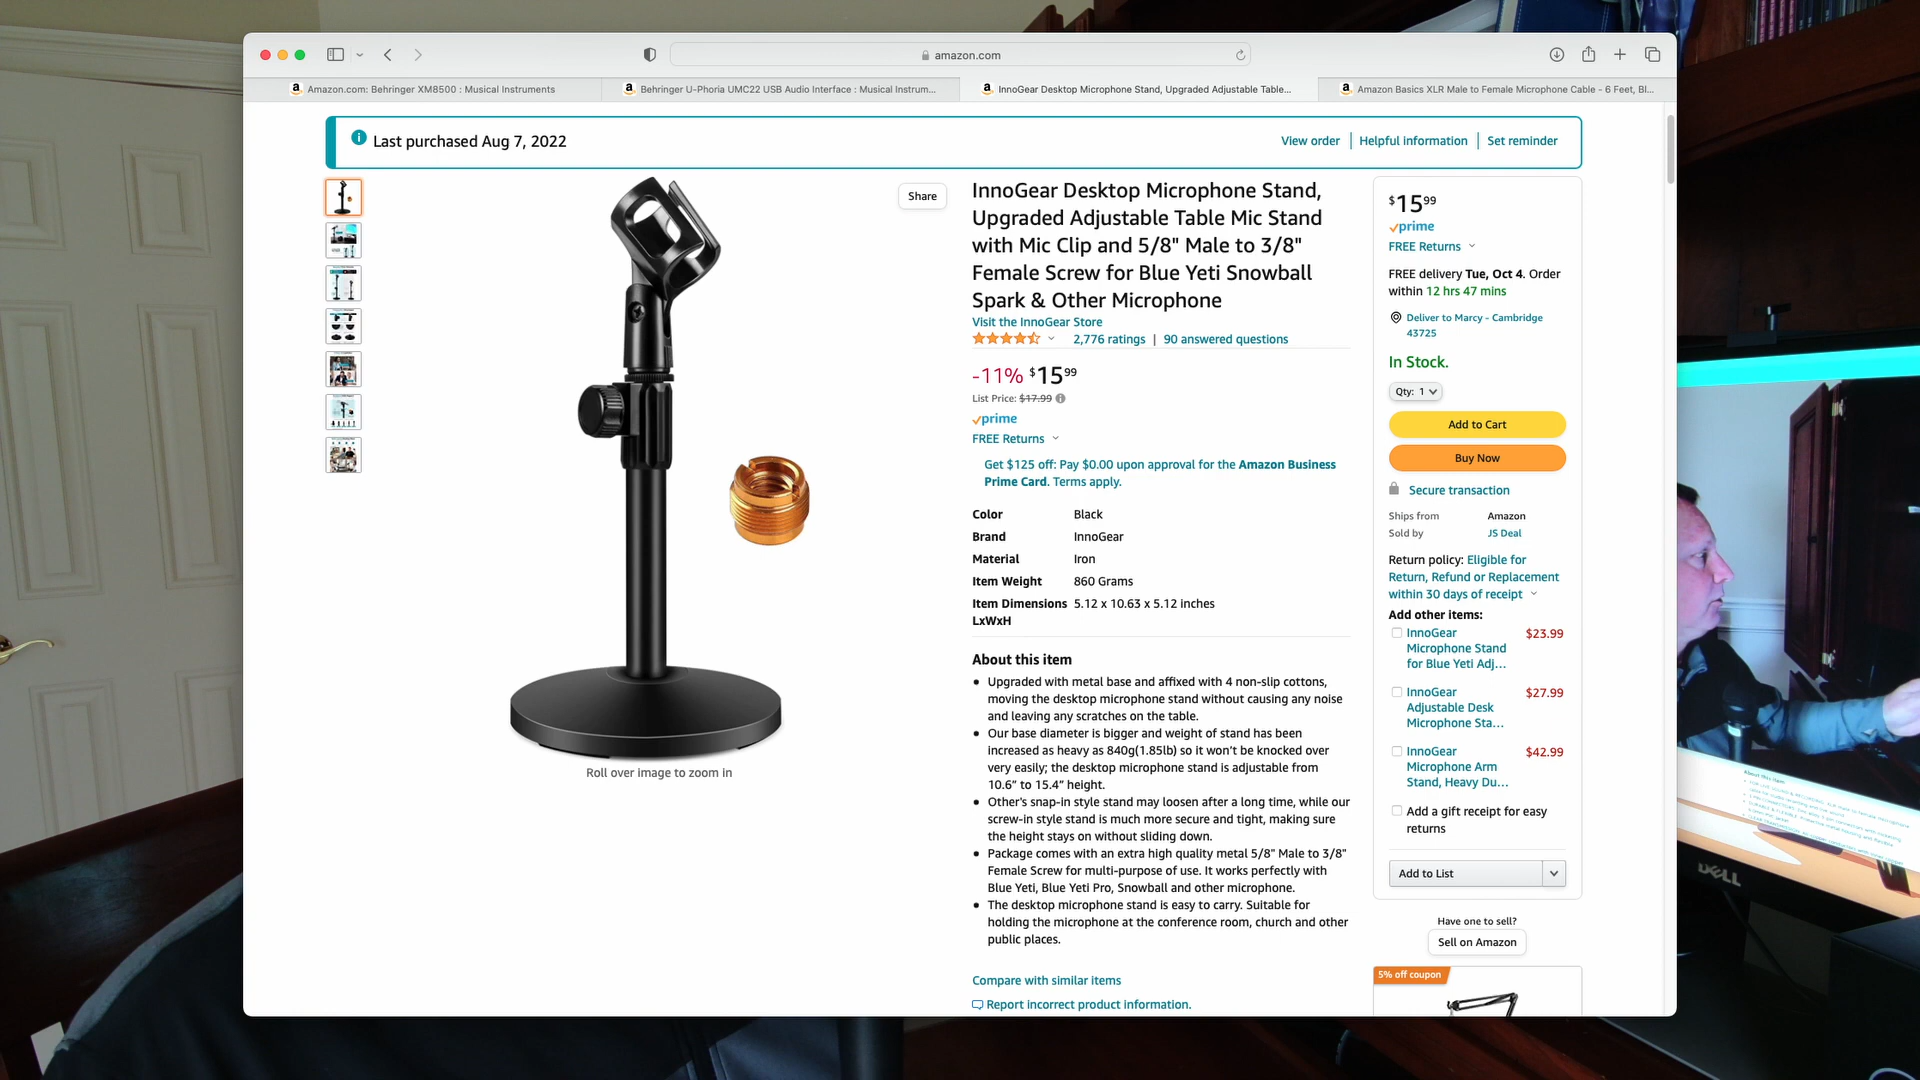 amazon.com
Amazon.com: Behringer XM8500 : Musical Instruments
Behringer U-Phoria UMC22 USB Audio Interface : Musical Instrum...
InnoGear Desktop Microphone Stand, Upgraded Adjustable Table...
Amazon Basics XLR Male to Female Microphone Cable - 6 Feet, Bl...
Last purchased Aug 7, 2022
View order
Helpful information
Set reminder
Share
InnoGear Desktop Microphone Stand,
Upgraded Adjustable Table Mic Stand
with Mic Clip and 5/8" Male to 3/8"
Female Screw for Blue Yeti Snowball
Spark & Other Microphone
Visit the InnoGear Store
2,776 ratings | 90 answered questions
-11% $15 99
List Price: $17.99
prime
FREE Returns
Get $125 off: Pay $0.00 upon approval for the Amazon Business
Prime Card. Terms apply.
Color Black
Brand InnoGear
Material Iron
Item Weight 860 Grams
Item Dimensions 5.12 x 10.63 x 5.12 inches
LxWxH
About this item
Upgraded with metal base and affixed with 4 non-slip cottons,
moving the desktop microphone stand without causing any noise
and leaving any scratches on the table.
Our base diameter is bigger and weight of stand has been
increased as heavy as 840g(1.85lb) so it won't be knocked over
very easily; the desktop microphone stand is adjustable from
10.6" to 15.4" height.
Other's snap-in style stand may loosen after a long time, while our
screw-in style stand is much more secure and tight, making sure
the height stays on without sliding down.
Package comes with an extra high quality metal 5/8" Male to 3/8"
Female Screw for multi-purpose of use. It works perfectly with
Blue Yeti, Blue Yeti Pro, Snowball and other microphone.
The desktop microphone stand is easy to carry. Suitable for
holding the microphone at the conference room, church and other
public places.
Compare with similar items
Report incorrect product information.
Roll over image to zoom in
$15 99
prime
FREE Returns
FREE delivery Tue, Oct 4. Order
within 12 hrs 47 mins
Deliver to Marcy - Cambridge
43725
In Stock.
Qty: 1
Add to Cart
Buy Now
Secure transaction
Ships from Amazon
Sold by JS Deal
Return policy: Eligible for
Return, Refund or Replacement
within 30 days of receipt
Add other items:
InnoGear $23.99
Microphone Stand
for Blue Yeti Adj...
InnoGear $27.99
Adjustable Desk
Microphone Sta...
InnoGear $42.99
Microphone Arm
Stand, Heavy Du...
Add a gift receipt for easy
returns
Add to List
Have one to sell?
Sell on Amazon
5% off coupon
DELL
About this item